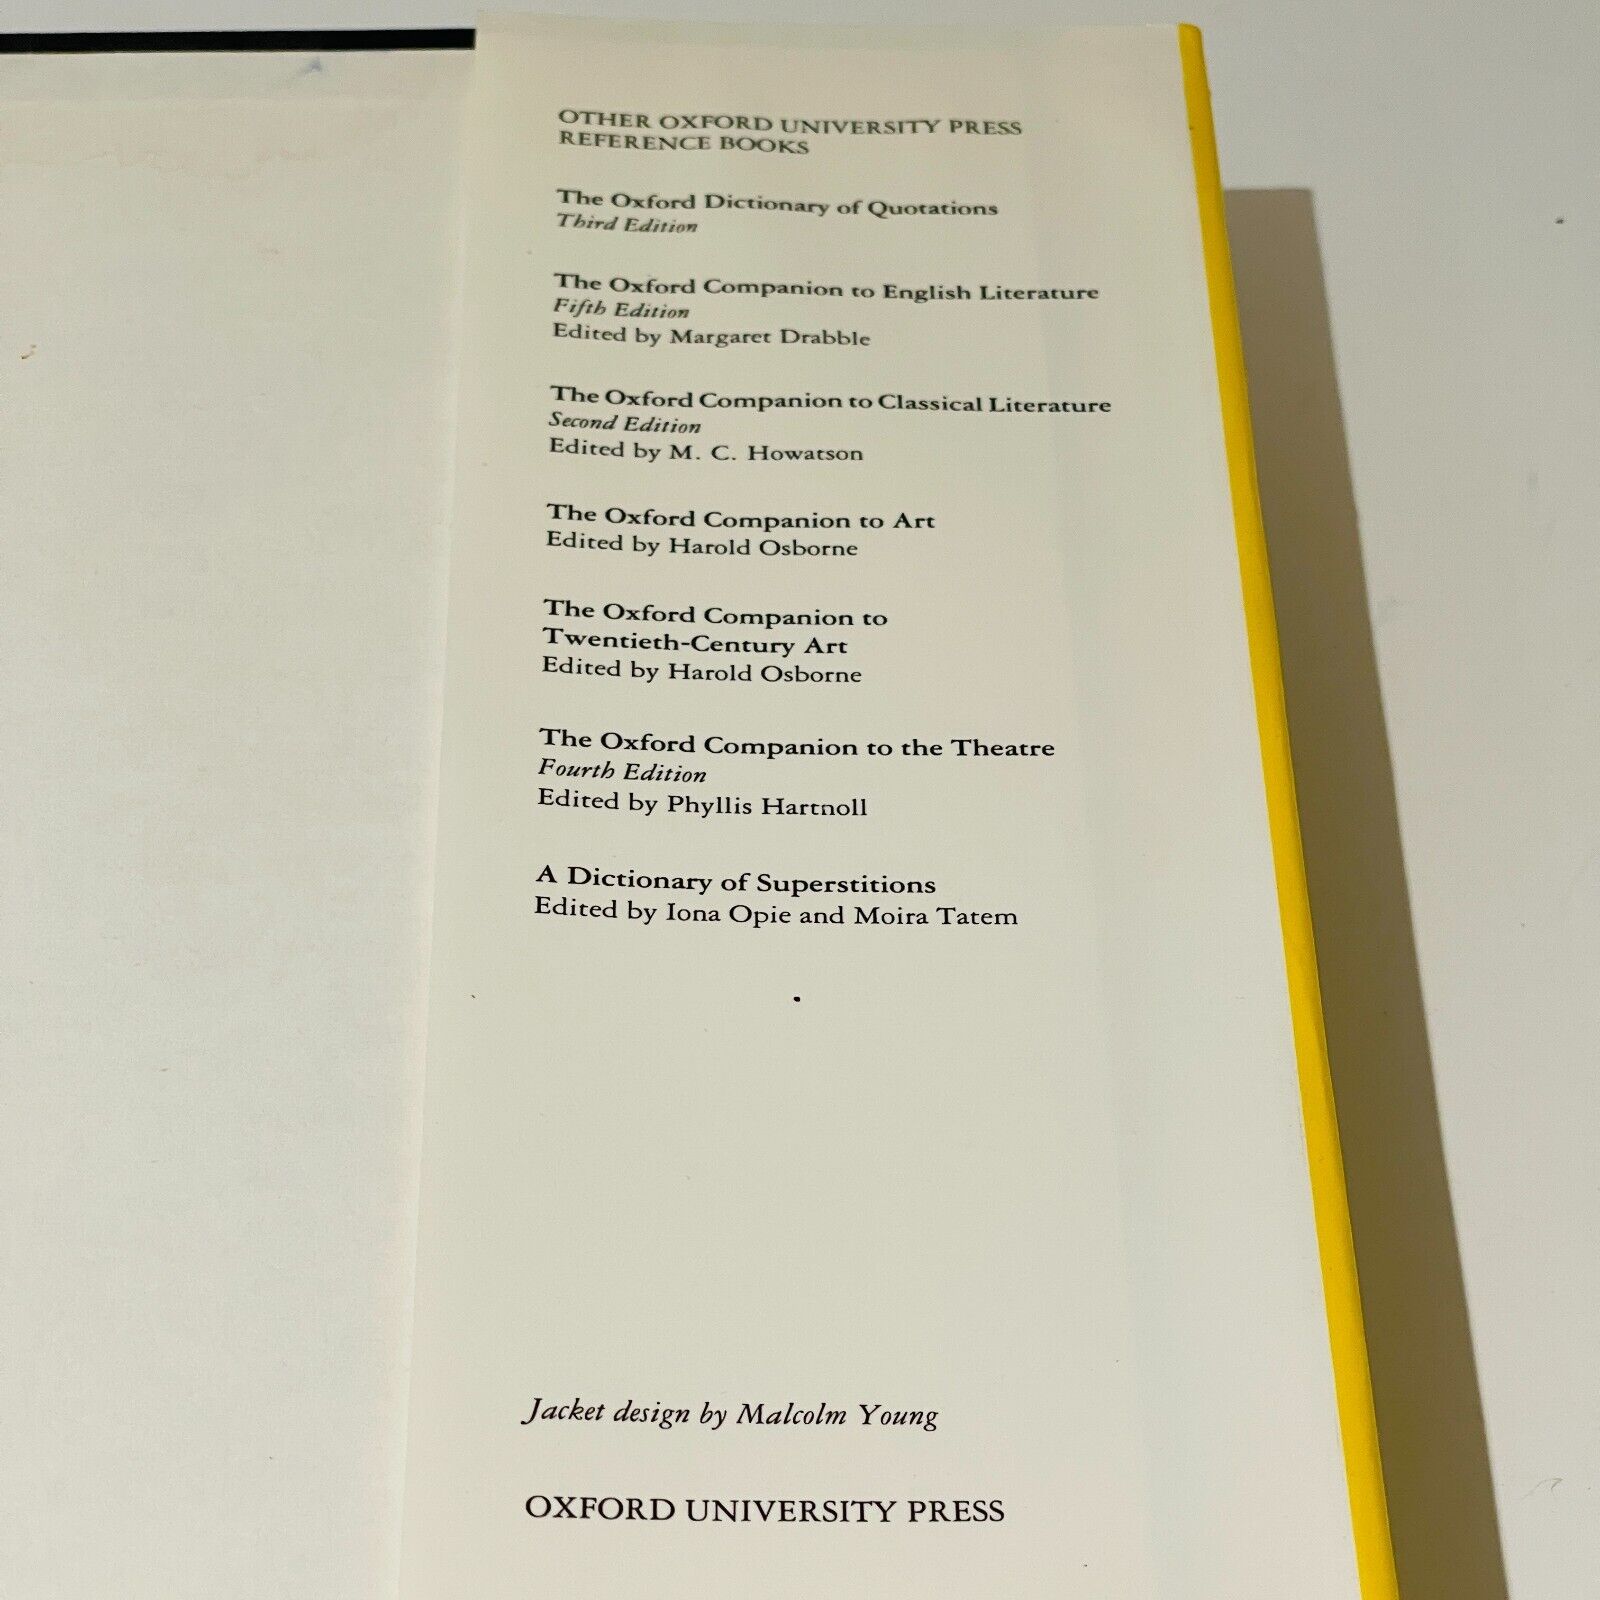 OTHER OXFORD UNIVERSITY PRESS
REFERENCE BOOKS
The Oxford Dictionary of Quotations
Third Edition
The Oxford Companion to English Literature
Fifth Edition
Edited by Margaret Drabble
The Oxford Companion to Classical Literature
Second Edition
Edited by M. C. Howatson
The Oxford Companion to Art
Edited by Harold Osborne
The Oxford Companion to
Twentieth-Century Art
Edited by Harold Osborne
The Oxford Companion to the Theatre
Fourth Edition
Edited by Phyllis Hartnoll
A Dictionary of Superstitions
Edited by Iona Opie and Moira Tatem
Jacket design by Malcolm Young
OXFORD UNIVERSITY PRESS